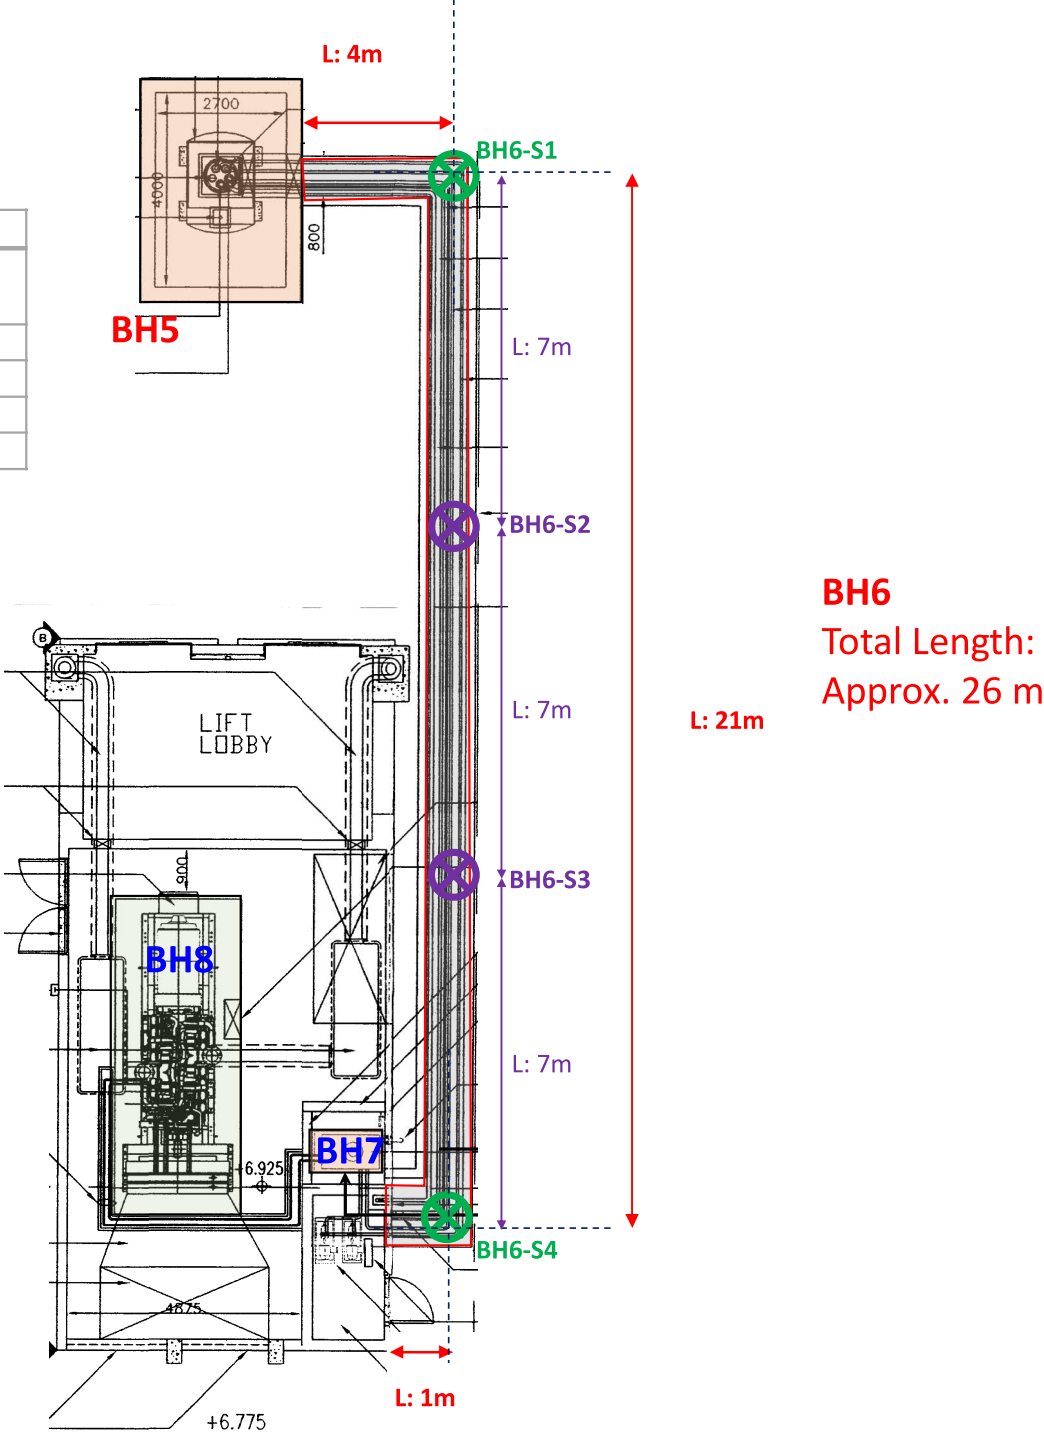 L: 4m
BH6-S1
2700
4000
800
BH5
L: 7m
BH6-S2
BH6
Total Length:
Approx. 26 m
B
LIFT
LOBBY
L: 7m
L: 21m
900
BH6-S3
BH8
L: 7m
BH7
+6.925
BH6-S4
4875
L: 1m
+6.775